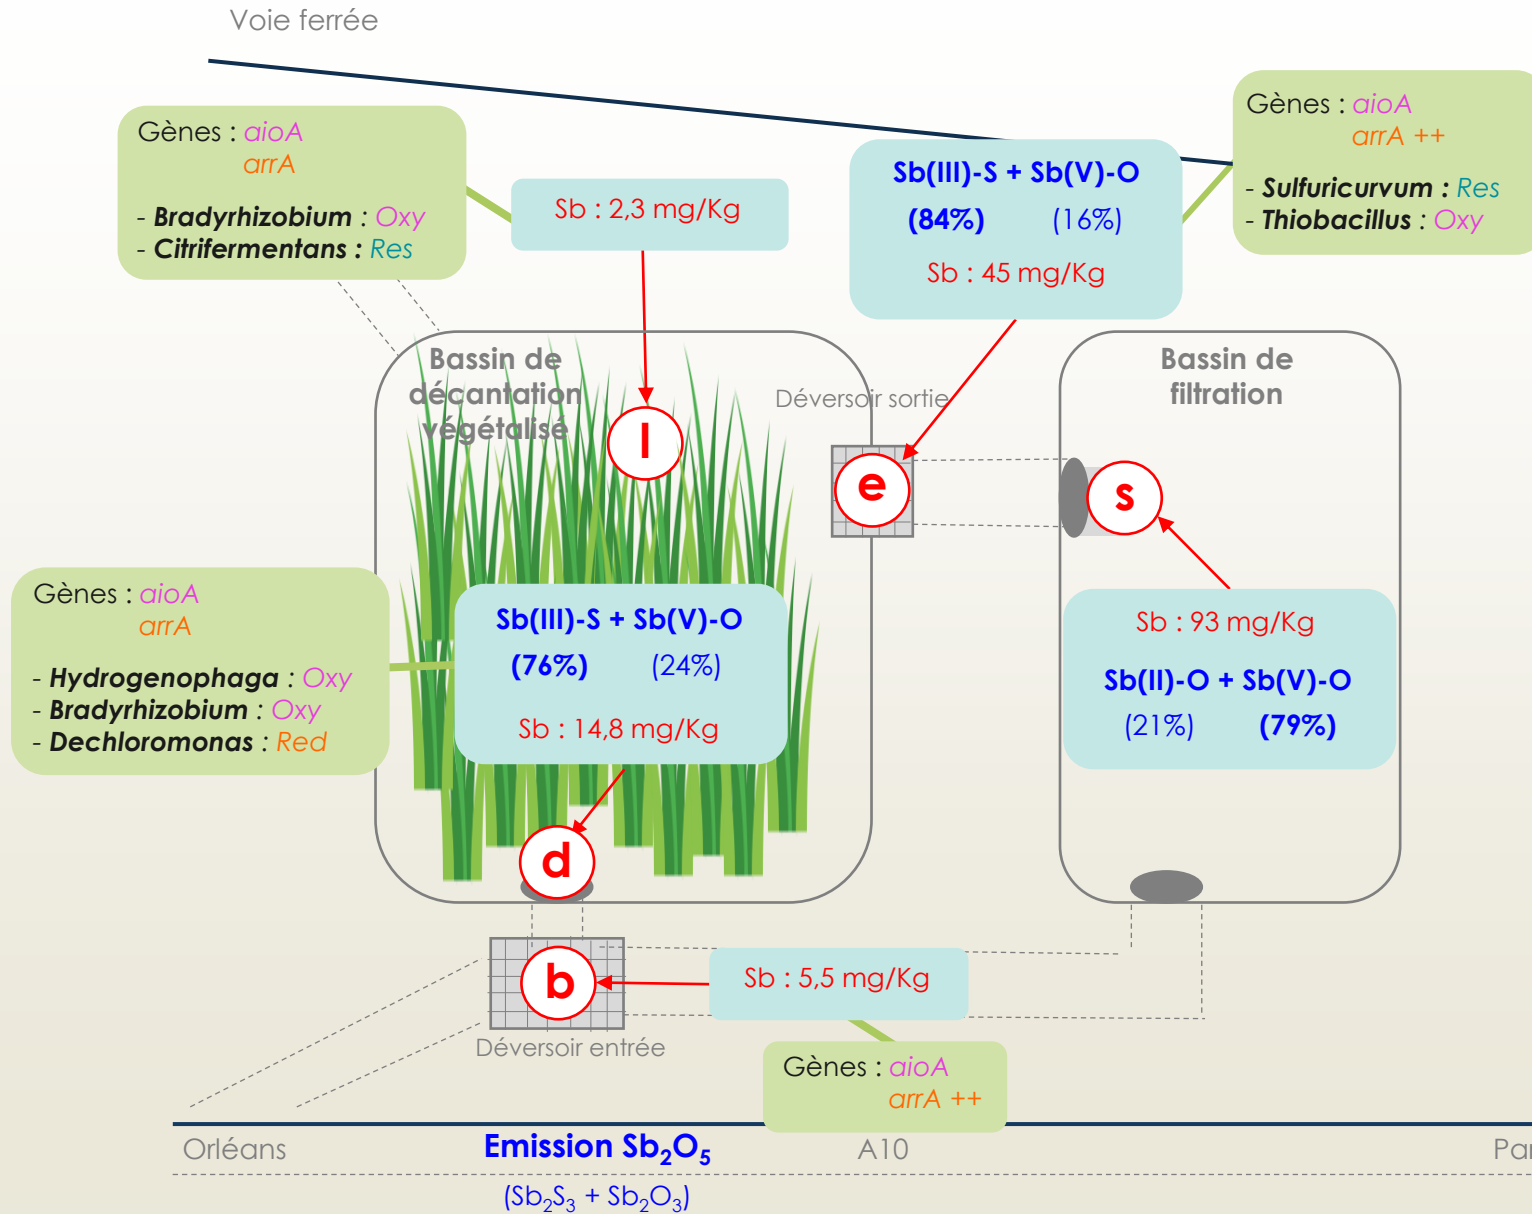 Voie ferrée
Gènes : aioA
arrA
- Bradyrhizobium : Oxy
- Citrifermentans : Res
Sb : 2,3 mg/Kg
Sb(III)-S + Sb(V)-O
(84%) (16%)
Sb : 45 mg/Kg
Gènes : aioA
arrA ++
- Sulfuricurvum : Res
- Thiobacillus : Oxy
Bassin de
décantation
végétalisé
l
Déversoir sortie
e
Bassin de
filtration
s
Gènes : aioA
arrA
- Hydrogenophaga : Oxy
- Bradyrhizobium : Oxy
- Dechloromonas : Red
Sb(III)-S + Sb(V)-O
(76%) (24%)
Sb : 14,8 mg/Kg
Sb : 93 mg/Kg
Sb(II)-O + Sb(V)-O
(21%) (79%)
d
b
Sb : 5,5 mg/Kg
Déversoir entrée
Gènes : aioA
arrA ++
Orléans
Emission Sb₂O₅
A10
Par
(Sb₂S₃ + Sb₂O₃)